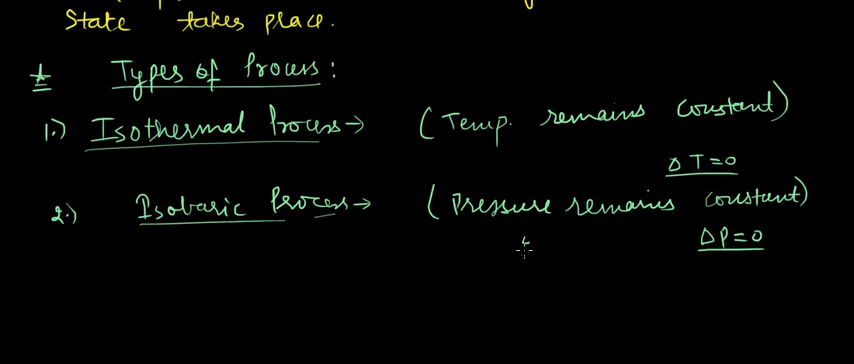 State takes place.
* Types of Process:
1.) Isothermal Process → (Temp. remains constant)
ΔT=0
2.) Isobaric Process → (Pressure remains constant)
ΔP=0